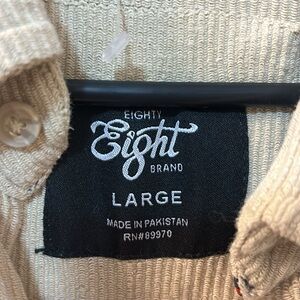 EIGHTY
Eight
BRAND
LARGE
MADE IN PAKISTAN
RN#89970